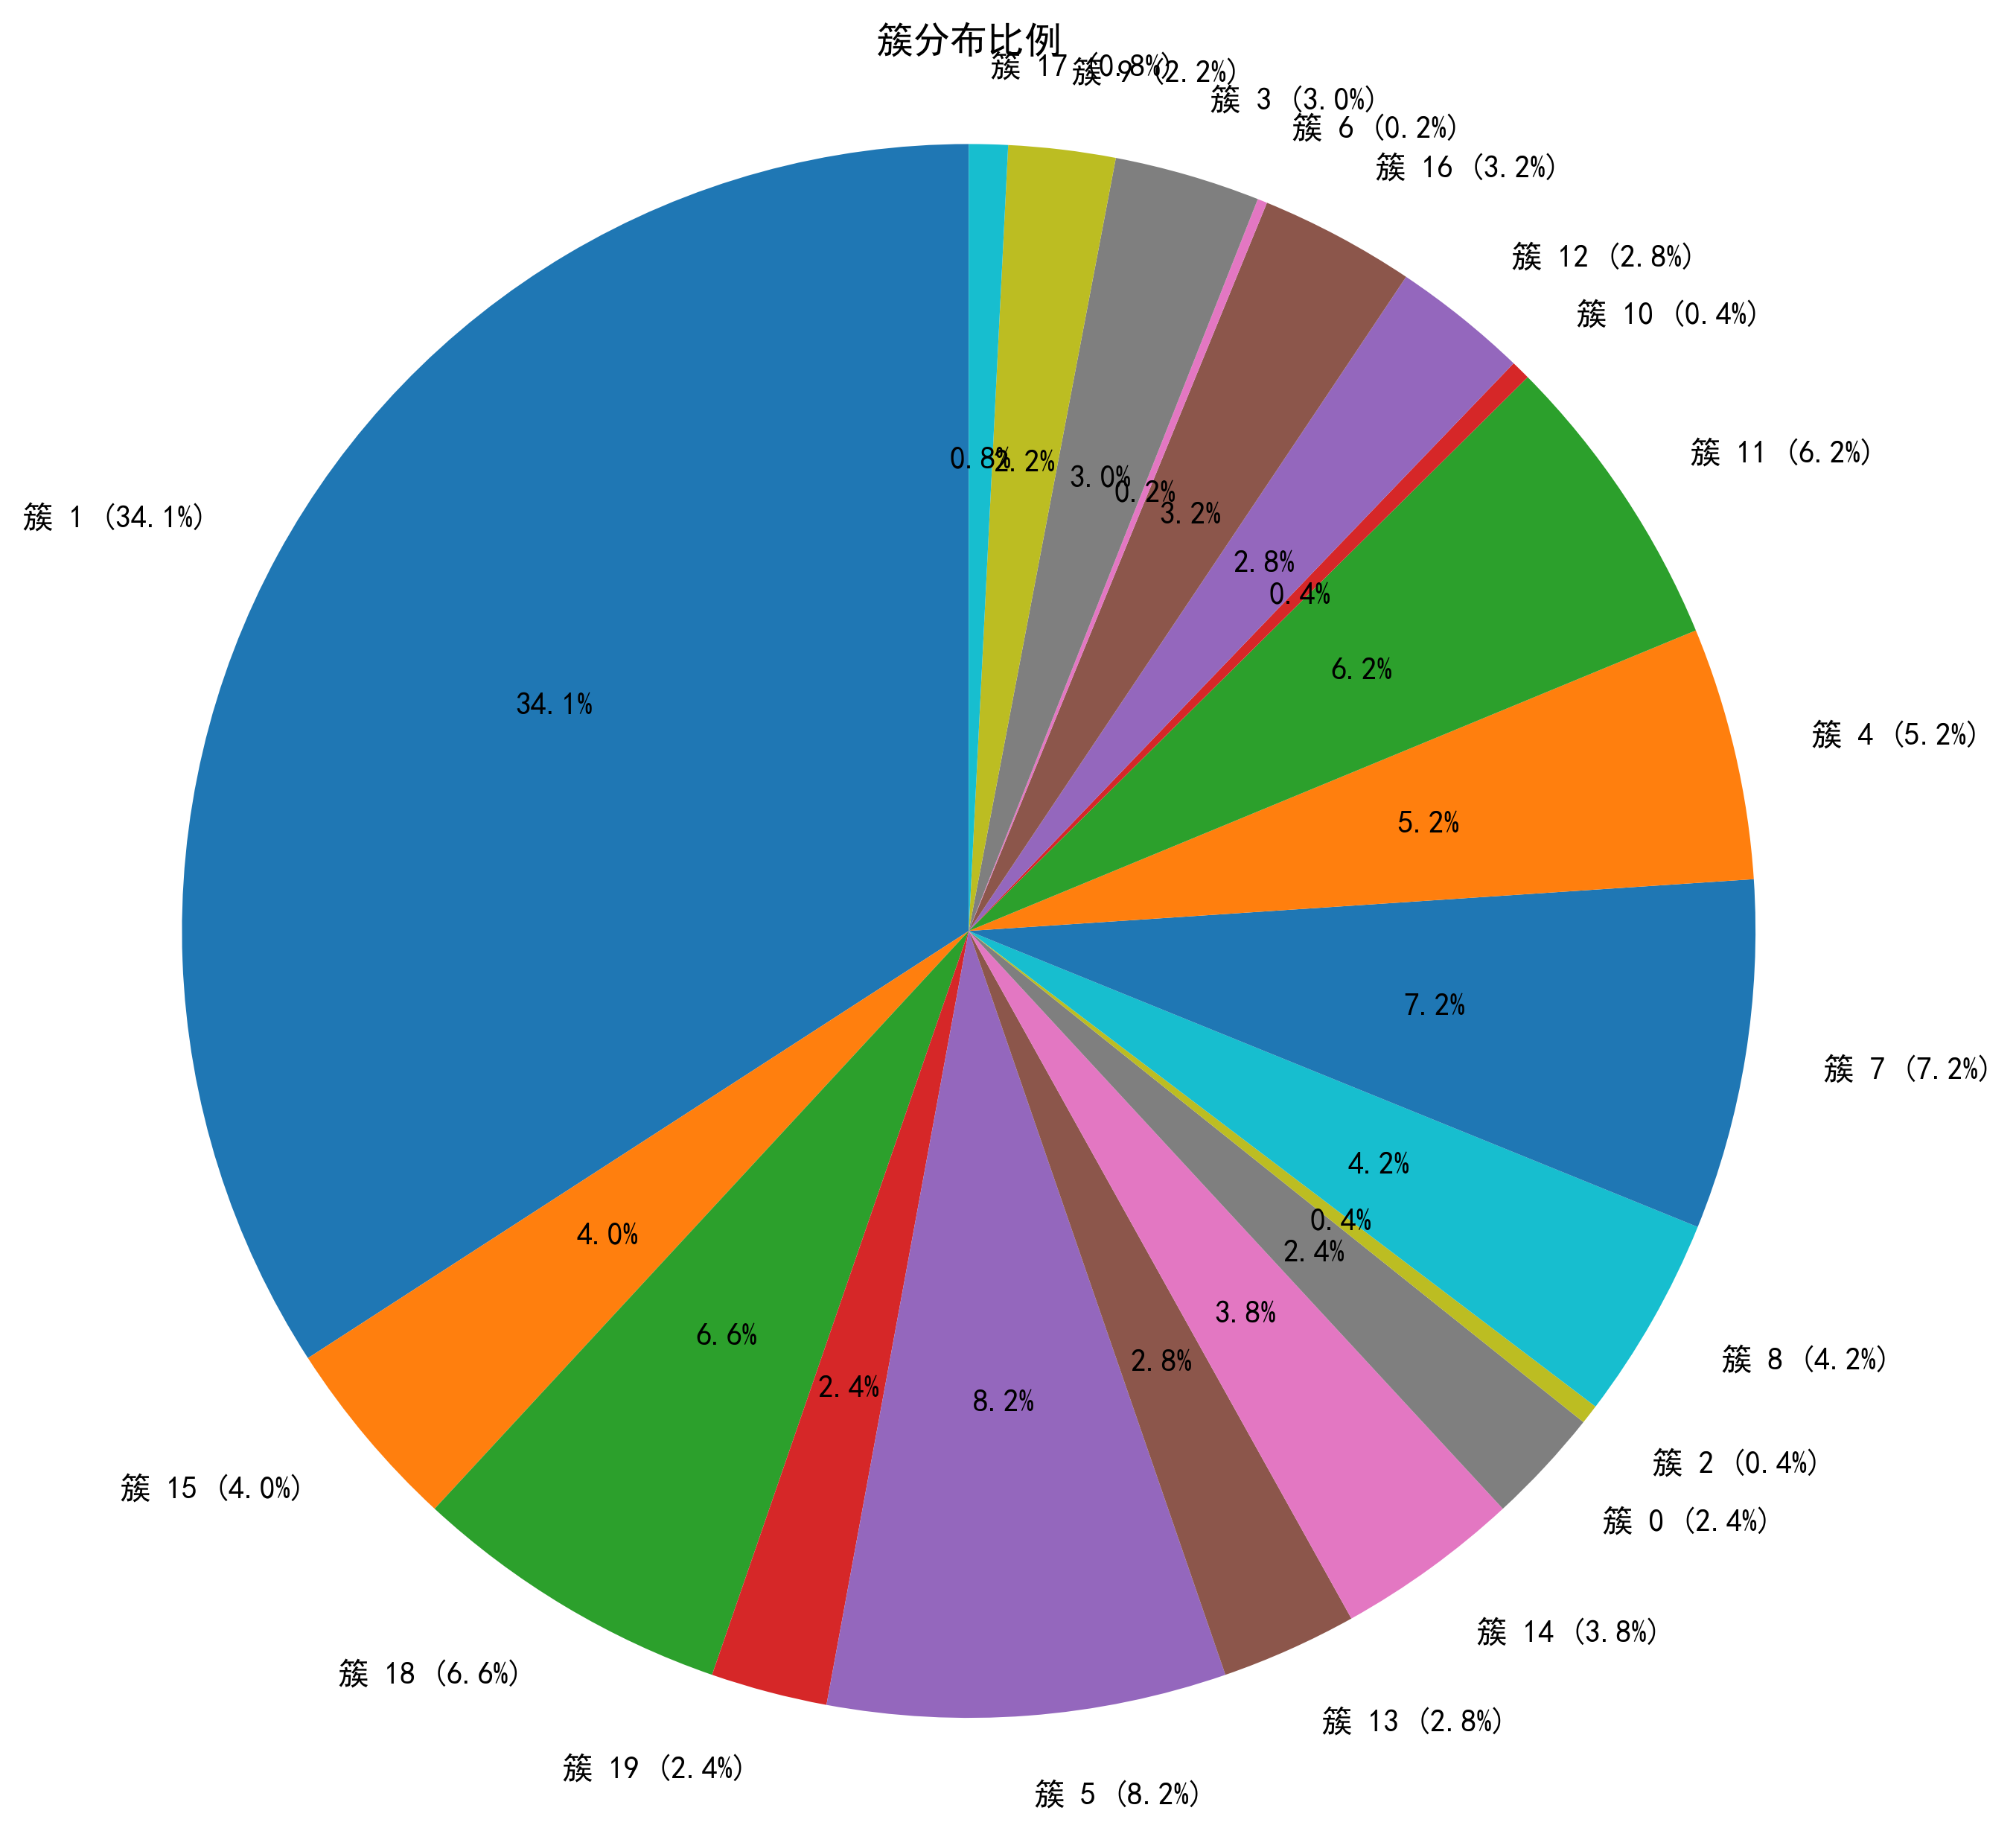 簇分布比例
簇 17 (0.8%)
簇 9 (2.2%)
簇 3 (3.0%)
簇 6 (0.2%)
簇 16 (3.2%)
簇 12 (2.8%)
簇 10 (0.4%)
簇 11 (6.2%)
簇 4 (5.2%)
簇 7 (7.2%)
簇 8 (4.2%)
簇 2 (0.4%)
簇 0 (2.4%)
簇 14 (3.8%)
簇 13 (2.8%)
簇 5 (8.2%)
簇 19 (2.4%)
簇 18 (6.6%)
簇 15 (4.0%)
簇 1 (34.1%)
0.8%
2.2%
3.0%
0.2%
3.2%
2.8%
0.4%
6.2%
5.2%
7.2%
4.2%
0.4%
2.4%
3.8%
2.8%
8.2%
2.4%
6.6%
4.0%
34.1%